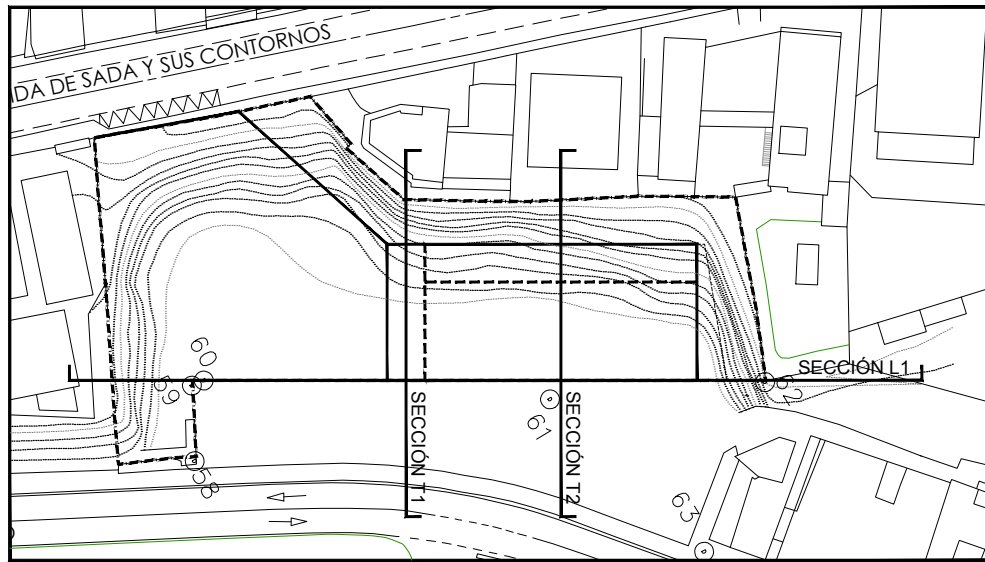 IDA DE SADA Y SUS CONTORNOS
SECCIÓN L1
60
59
62
SECCIÓN T1
61
SECCIÓN T2
58
63